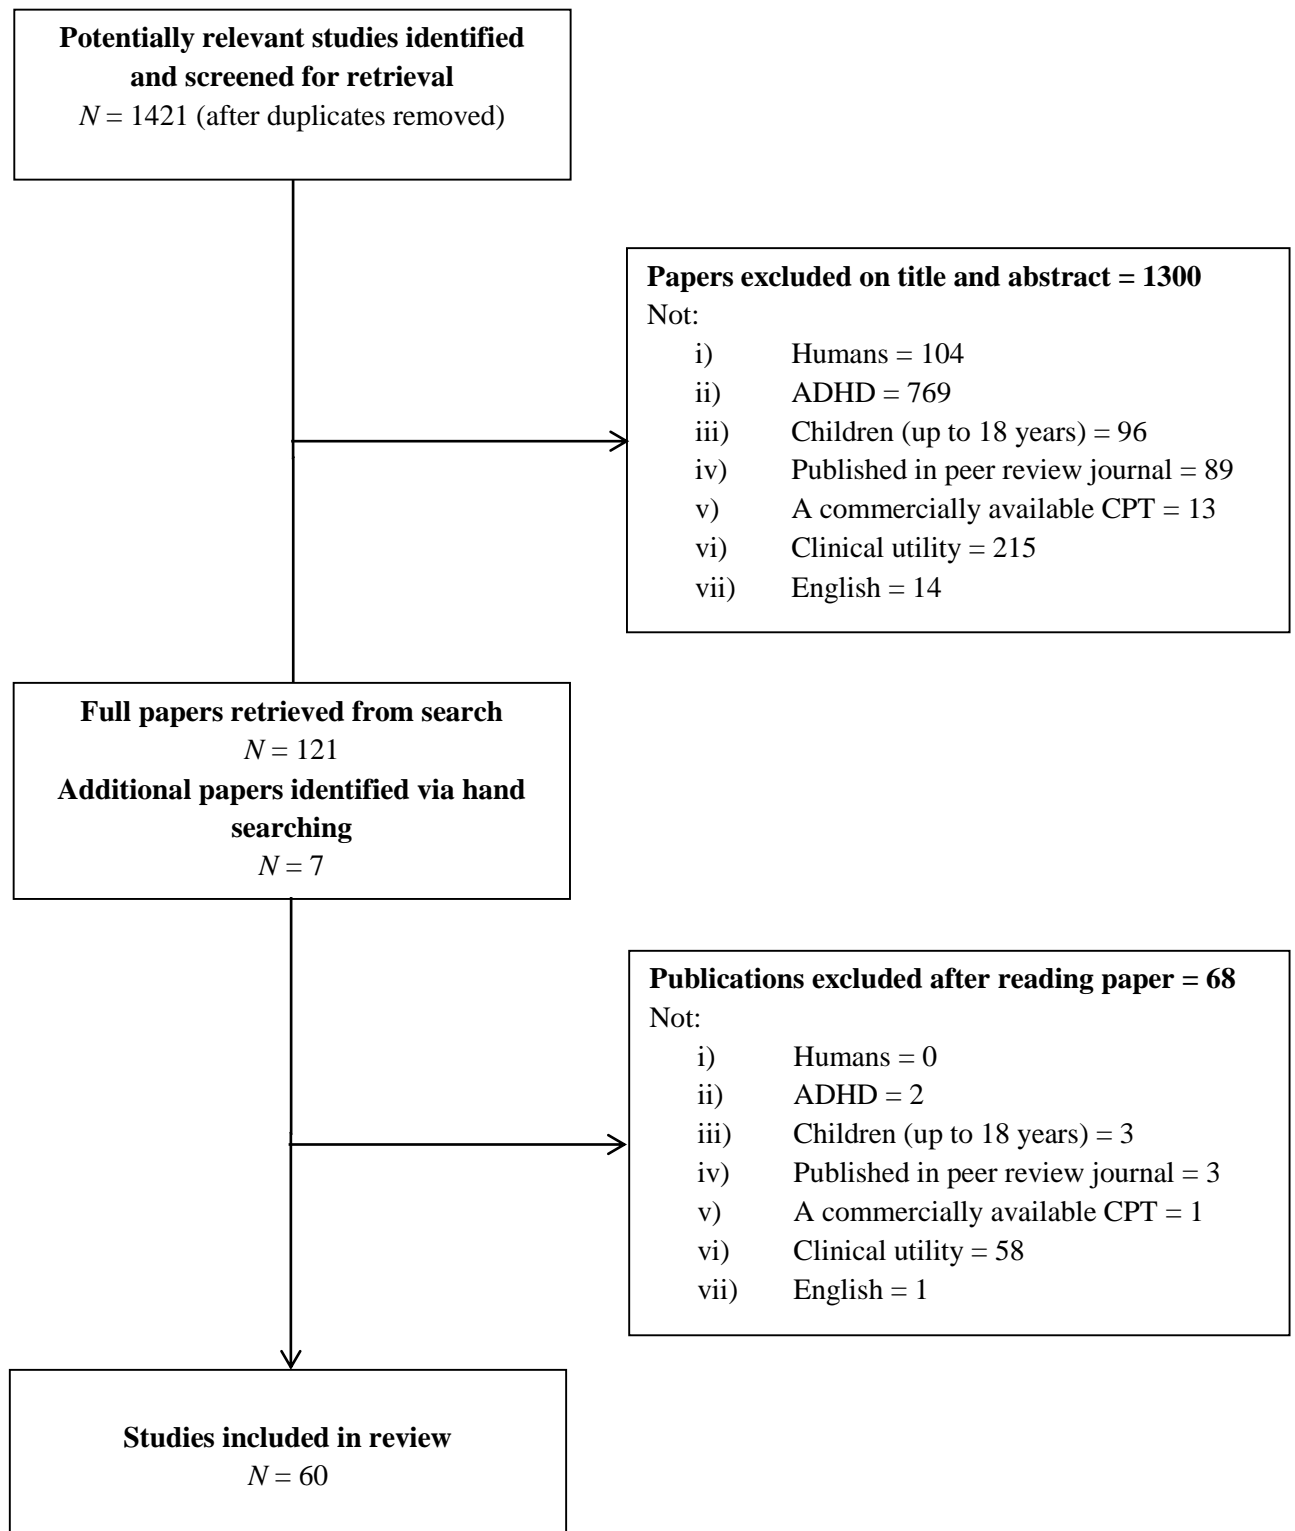 Potentially relevant studies identified
and screened for retrieval
N = 1421 (after duplicates removed)
Papers excluded on title and abstract = 1300
Not:
i) Humans = 104
ii) ADHD = 769
iii) Children (up to 18 years) = 96
iv) Published in peer review journal = 89
v) A commercially available CPT = 13
vi) Clinical utility = 215
vii) English = 14
Full papers retrieved from search
N = 121
Additional papers identified via hand
searching
N = 7
Publications excluded after reading paper = 68
Not:
i) Humans = 0
ii) ADHD = 2
iii) Children (up to 18 years) = 3
iv) Published in peer review journal = 3
v) A commercially available CPT = 1
vi) Clinical utility = 58
vii) English = 1
Studies included in review
N = 60